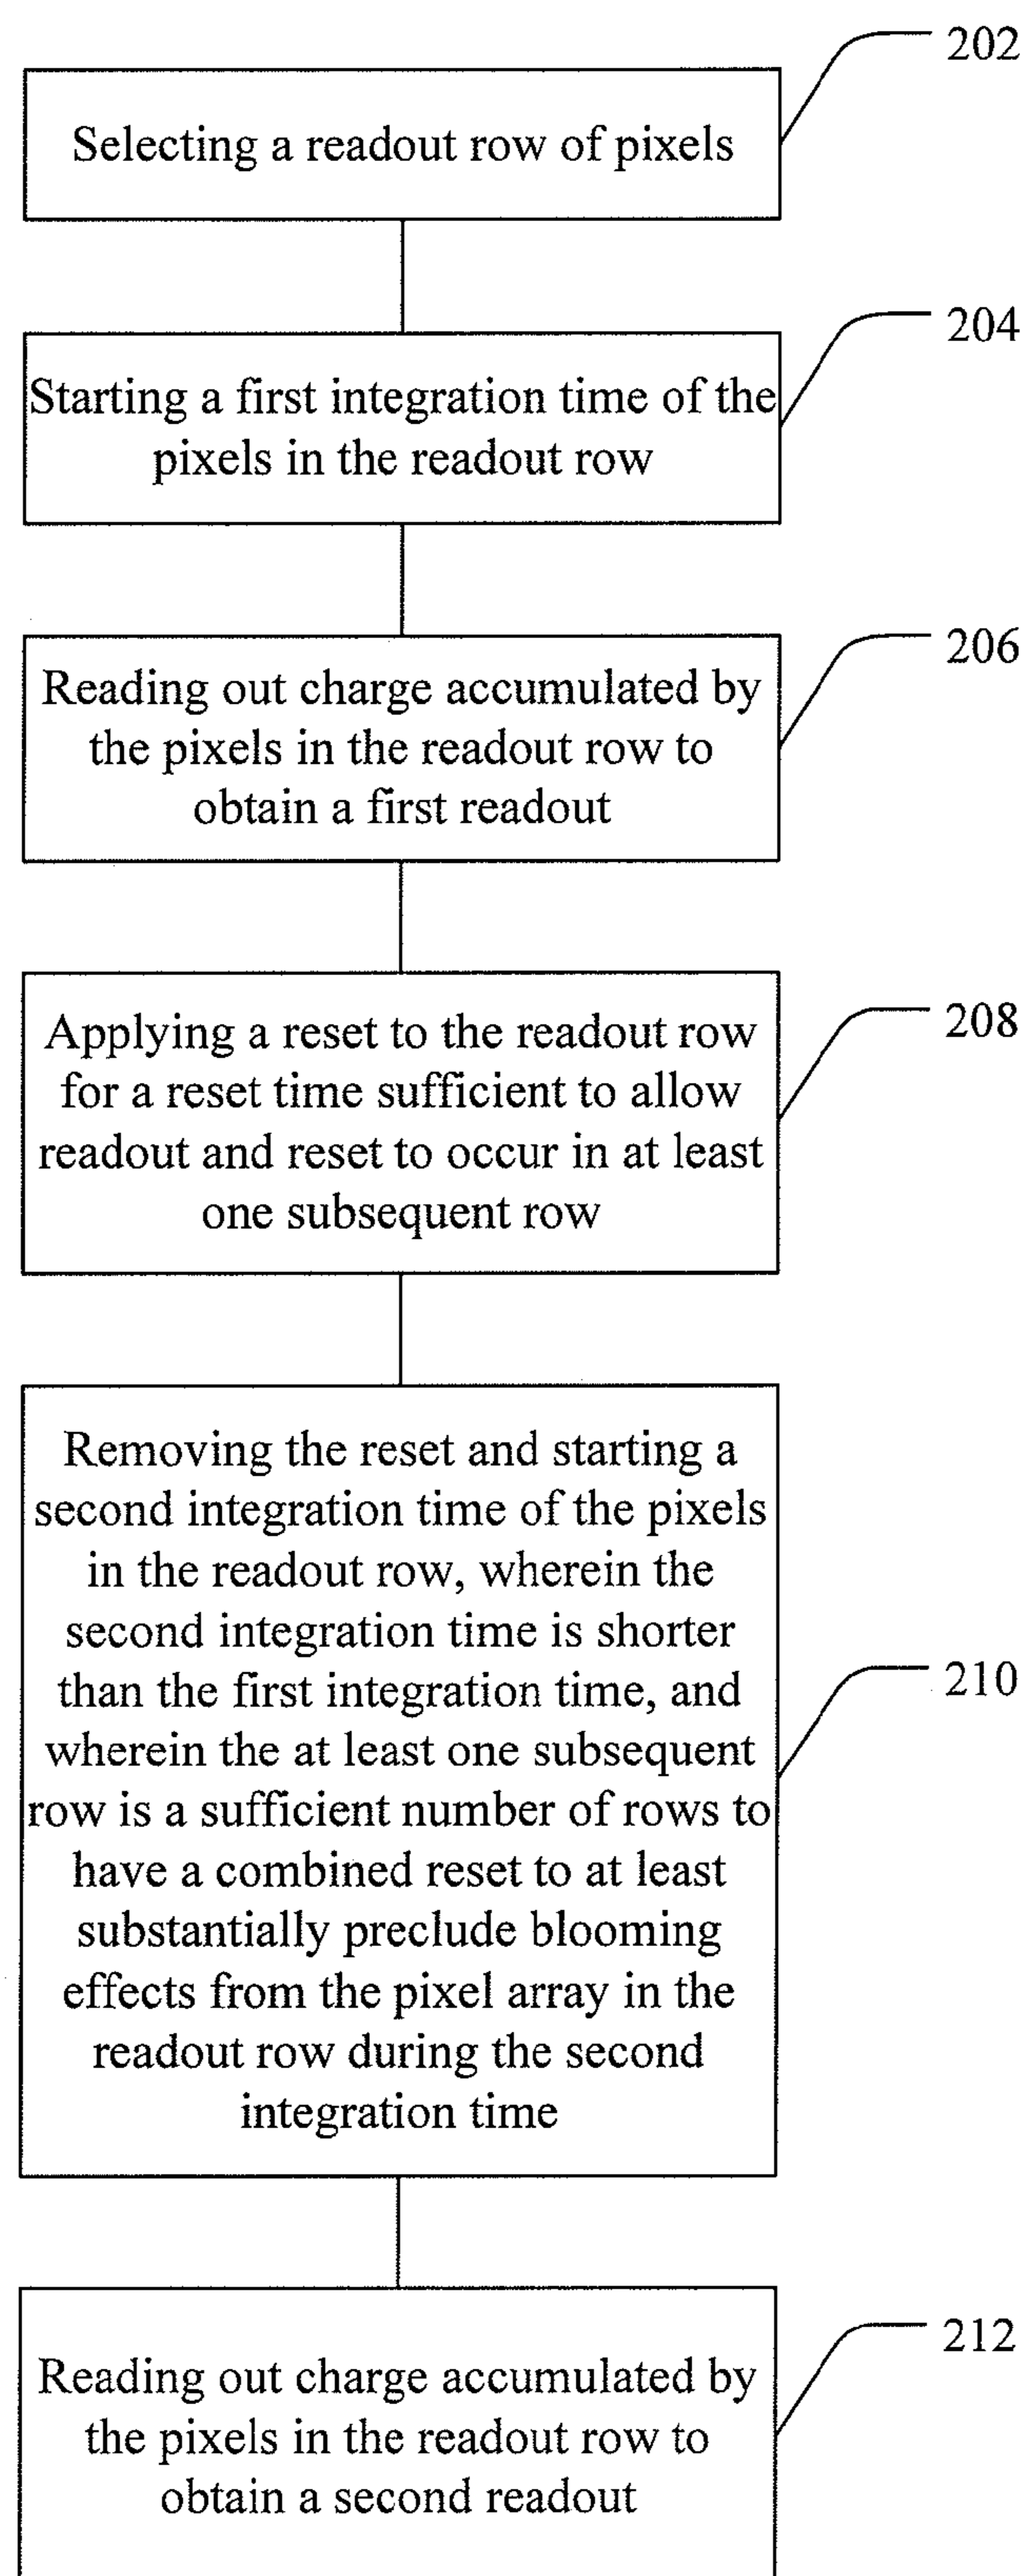 202
Selecting a readout row of pixels
204
Starting a first integration time of the
pixels in the readout row
206
Reading out charge accumulated by
the pixels in the readout row to
obtain a first readout
208
Applying a reset to the readout row
for a reset time sufficient to allow
readout and reset to occur in at least
one subsequent row
210
Removing the reset and starting a
second integration time of the pixels
in the readout row, wherein the
second integration time is shorter
than the first integration time, and
wherein the at least one subsequent
row is a sufficient number of rows to
have a combined reset to at least
substantially preclude blooming
effects from the pixel array in the
readout row during the second
integration time
212
Reading out charge accumulated by
the pixels in the readout row to
obtain a second readout